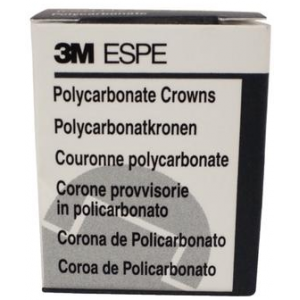 3M ESPE
Polycarbonate Crowns
Polycarbonatkronen
Couronne polycarbonate
Corone provvisorie
in policarbonato
Corona de Policarbonato
Coroa de Policarbonato